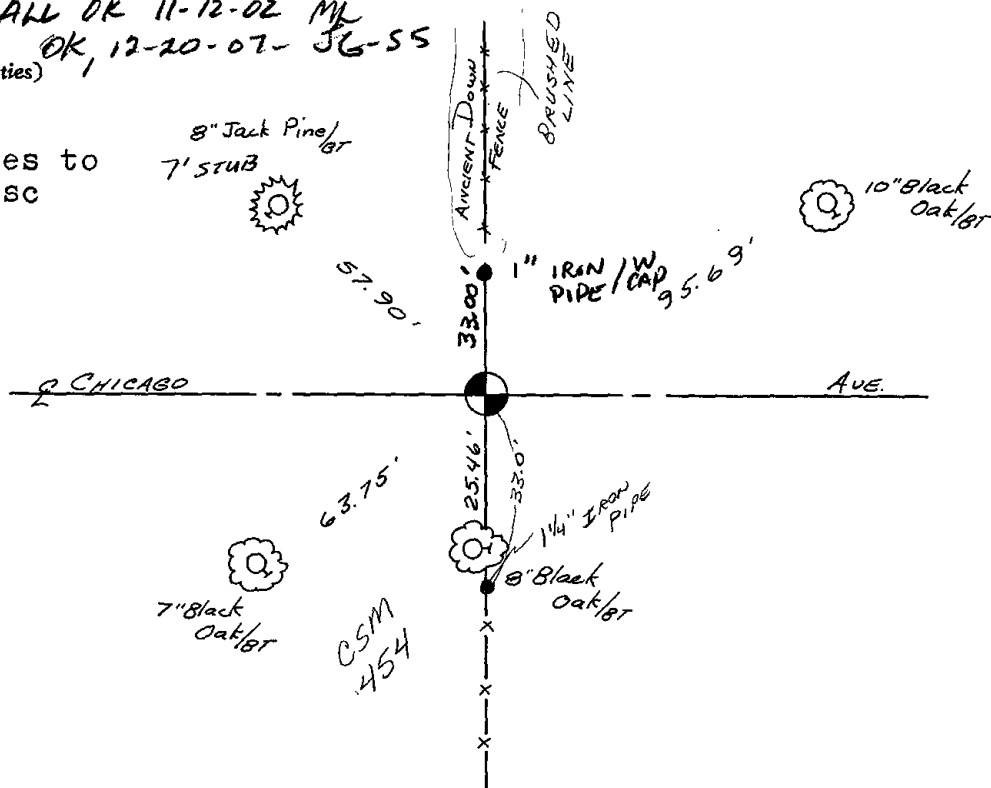 ALL OK 11-12-02 ML
OK, 12-20-07- JG-SS
ties)
es to
sc
8" Jack Pine/BT
7' STUB
ANCIENT DOWN
FENCE
BRUSHED
LINE
10" Black
Oak/BT
57.90'
33.00'
1" IRON
PIPE / W
CAP
95.69'
℄ CHICAGO
AVE.
63.75'
25.46'
33.0'
1¼" IRON
PIPE
7" Black
Oak/BT
8" Black
Oak/BT
CSM
454